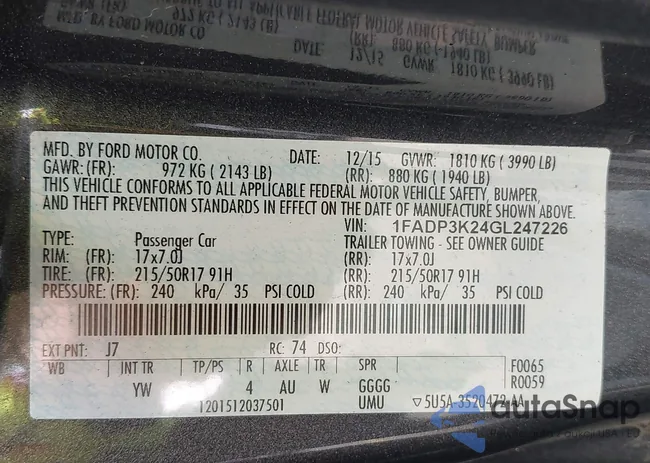 MFD. BY FORD MOTOR CO. DATE: 12/15 GVWR: 1810 KG ( 3990 LB)
GAWR: (FR): 972 KG ( 2143 LB) (RR): 880 KG ( 1940 LB)
THIS VEHICLE CONFORMS TO ALL APPLICABLE FEDERAL MOTOR VEHICLE SAFETY, BUMPER,
AND THEFT PREVENTION STANDARDS IN EFFECT ON THE DATE OF MANUFACTURE SHOWN ABOVE.
VIN: 1FADP3K24GL247226
TYPE: Passenger Car TRAILER TOWING - SEE OWNER GUIDE
RIM: (FR): 17x7.0J (RR): 17x7.0J
TIRE: (FR): 215/50R17 91H (RR): 215/50R17 91H
PRESSURE: (FR): 240 kPa/ 35 PSI COLD (RR): 240 kPa/ 35 PSI COLD
EXT PNT: J7 RC: 74 DSO:
WB INT TR TP/PS R AXLE TR SPR F0065
YW 4 AU W GGGG R0059
1201512037501 UMU ▽5U5A-3520472-AA
autoSnap